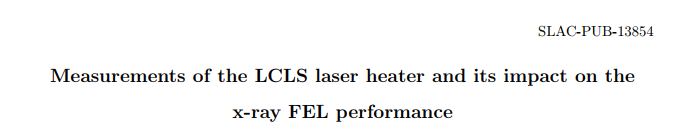 SLAC-PUB-13854
Measurements of the LCLS laser heater and its impact on the
x-ray FEL performance